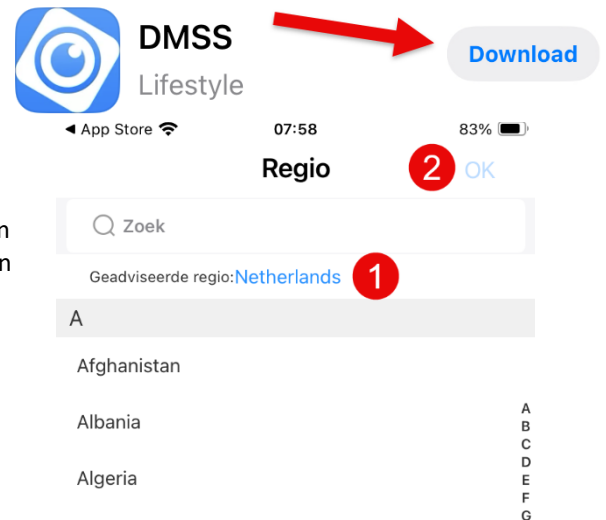 DMSS
Lifestyle
Download
App Store
07:58
83%
Regio
2
OK
Zoek
Geadviseerde regio:Netherlands
1
A
Afghanistan
Albania
Algeria
A
B
C
D
E
F
G